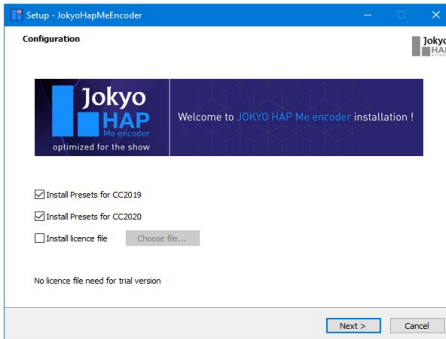 Setup - JokyoHapMeEncoder
Configuration
Jokyo
HA
Jokyo
HAP
Me encoder
optimized for the show
Welcome to JOKYO HAP Me encoder installation !
Install Presets for CC2019
Install Presets for CC2020
Install licence file
Choose file...
No licence file need for trial version
Next >
Cancel